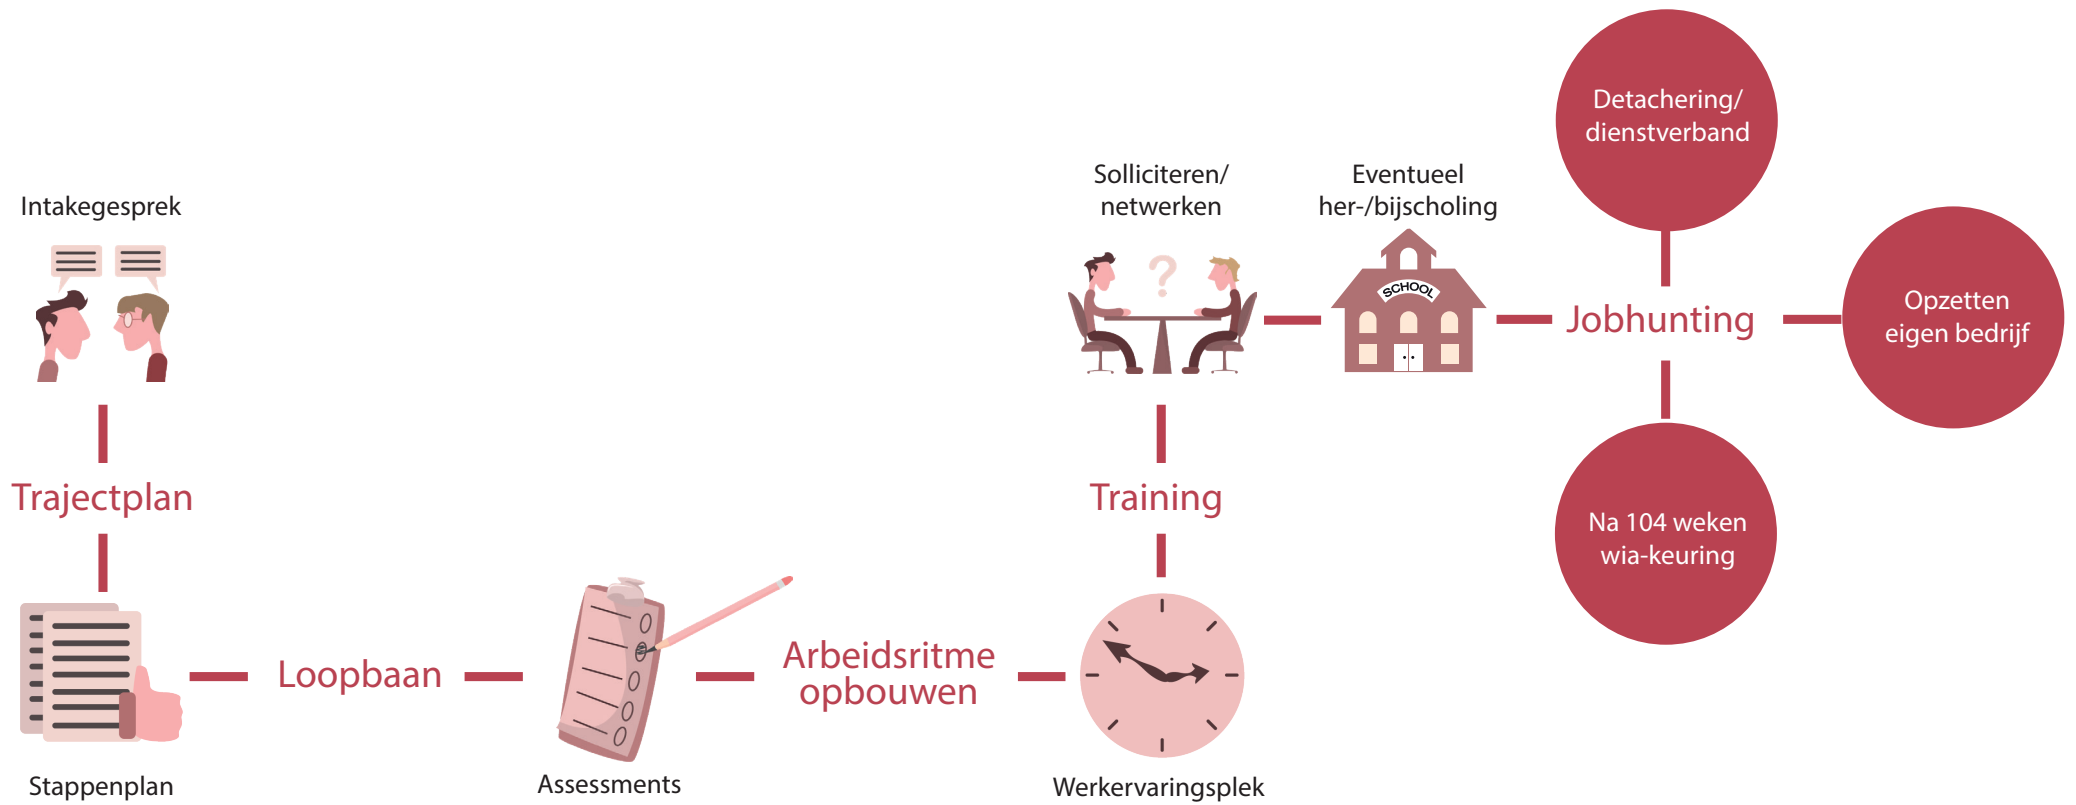 Intakegesprek
Trajectplan
Stappenplan
Loopbaan
Assessments
Arbeidsritme
opbouwen
Werkervaringsplek
Training
Solliciteren/
netwerken
Eventueel
her-/bijscholing
SCHOOL
Jobhunting
Detachering/
dienstverband
Opzetten
eigen bedrijf
Na 104 weken
wia-keuring